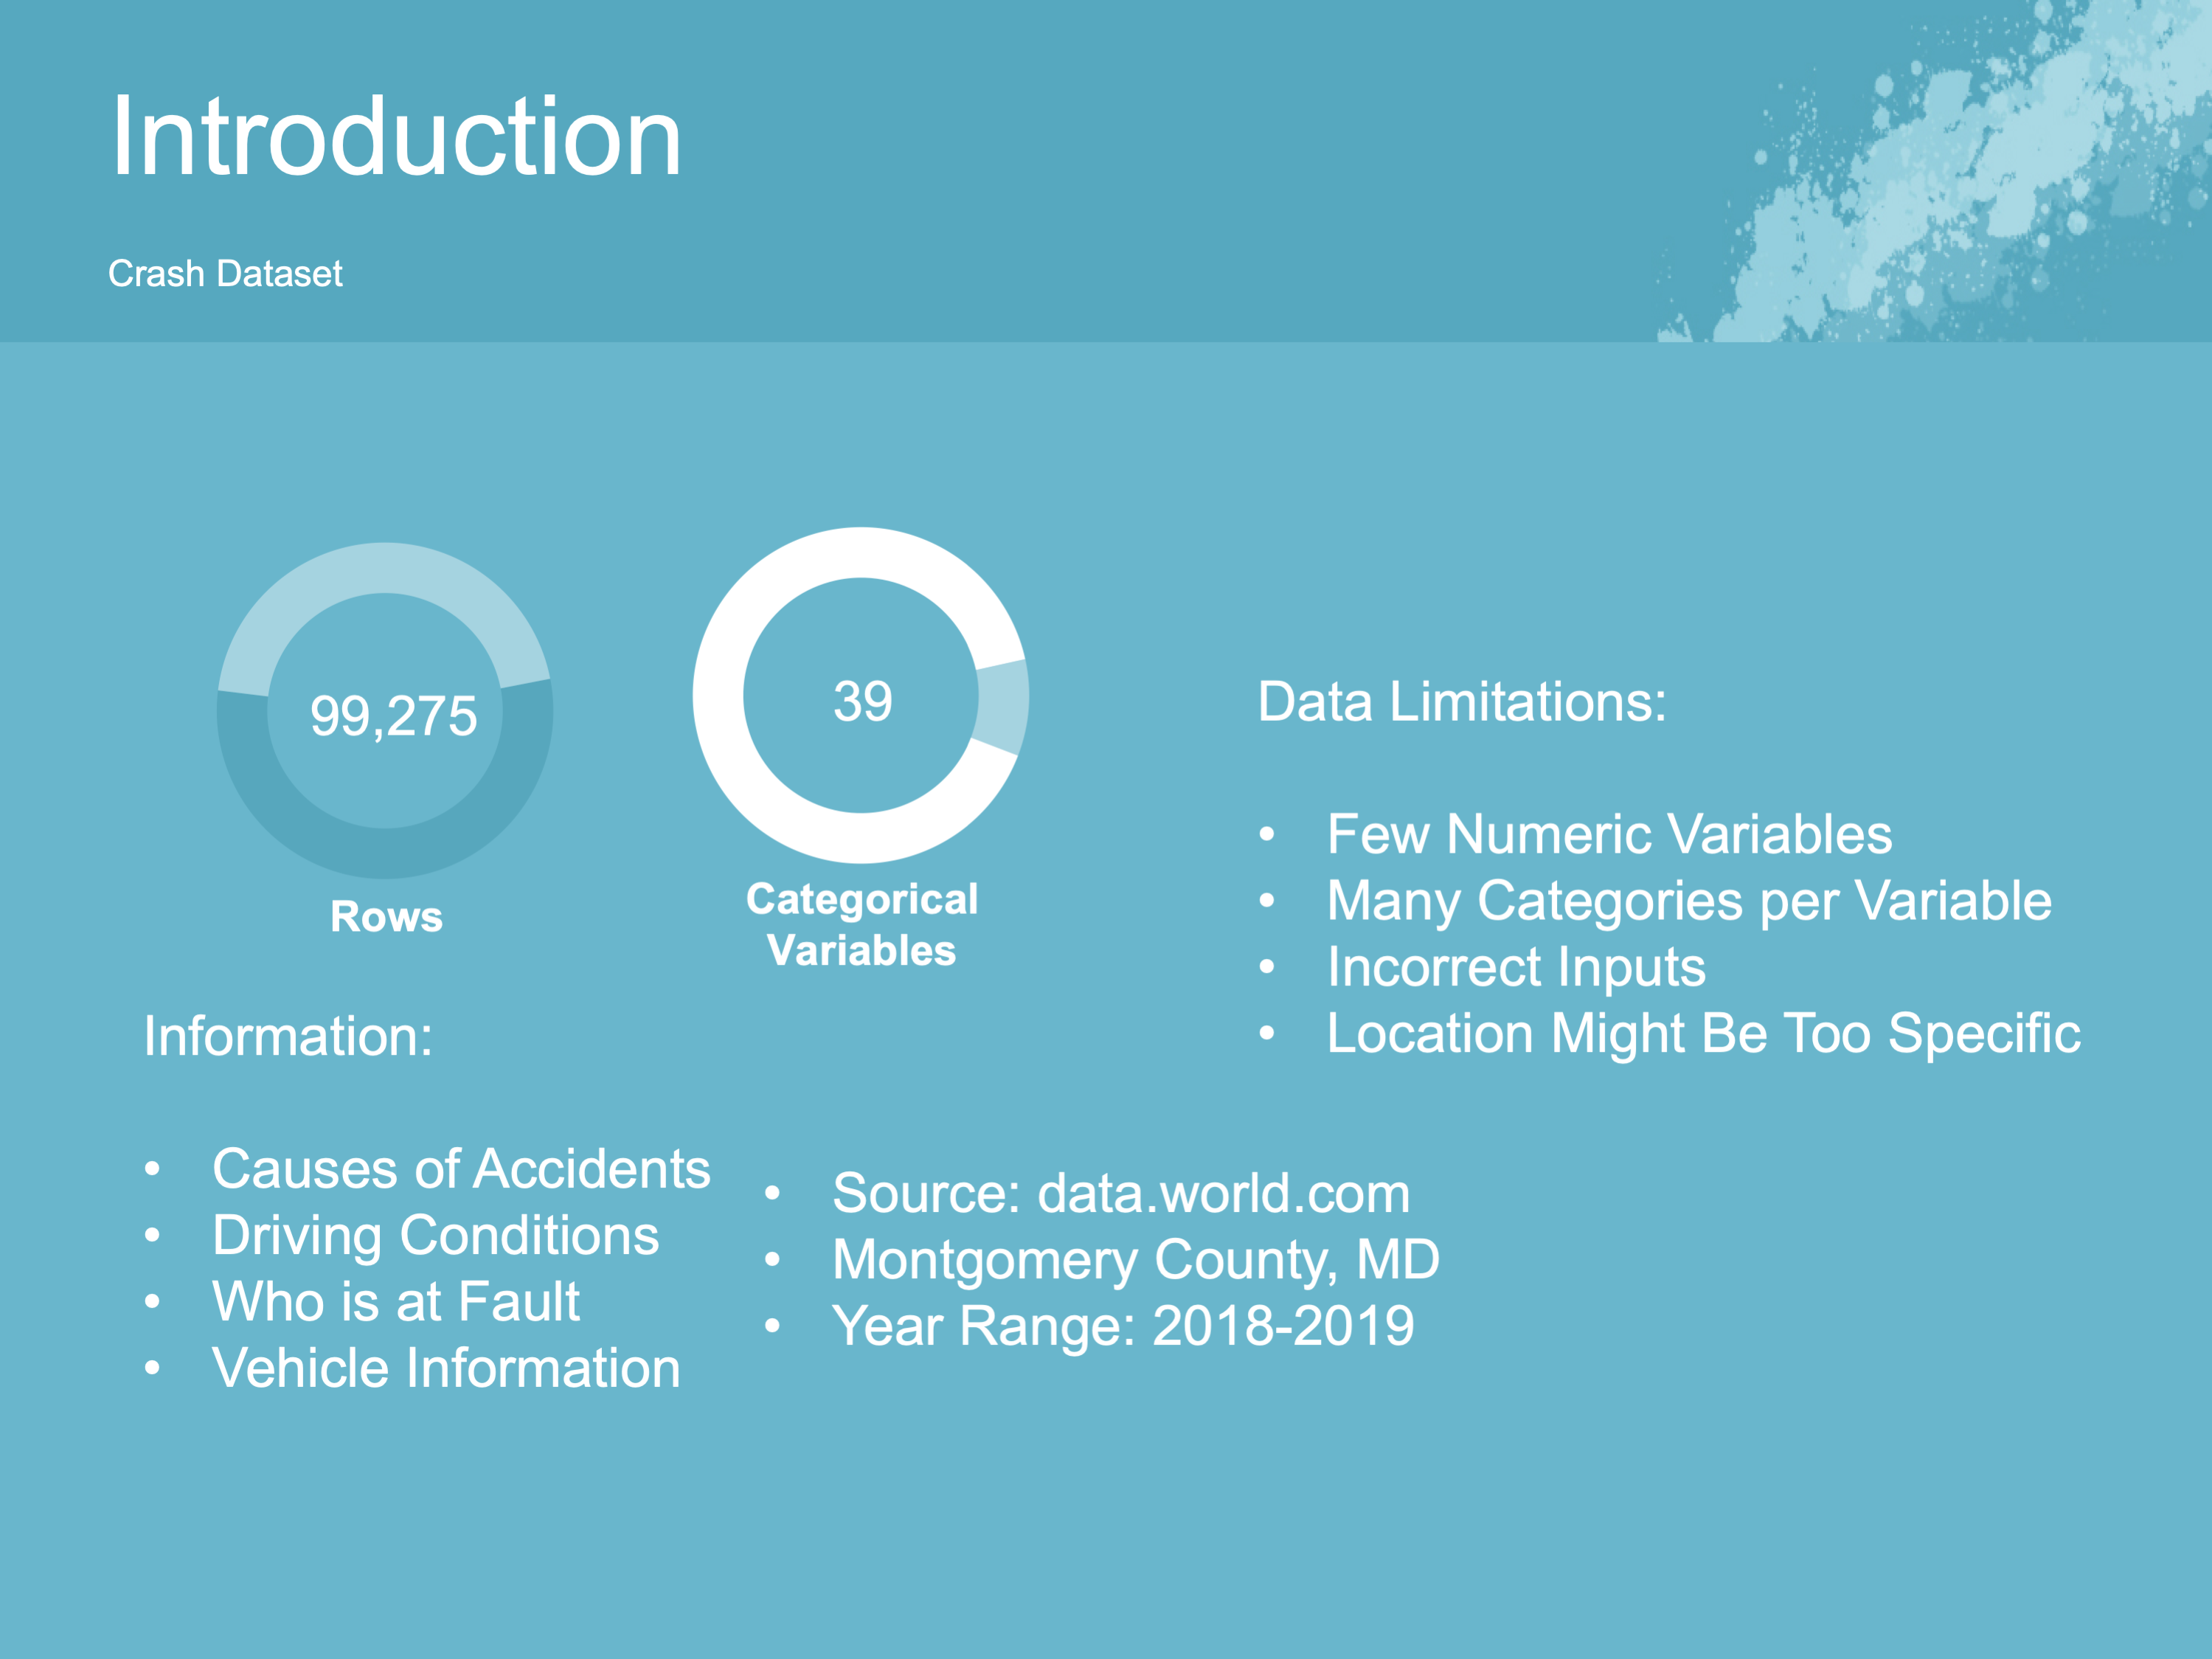 Introduction
Crash Dataset
99,275
Rows
39
Categorical
Variables
Information:
• Causes of Accidents
• Driving Conditions
• Who is at Fault
• Vehicle Information
• Source: data.world.com
• Montgomery County, MD
• Year Range: 2018-2019
Data Limitations:
• Few Numeric Variables
• Many Categories per Variable
• Incorrect Inputs
• Location Might Be Too Specific